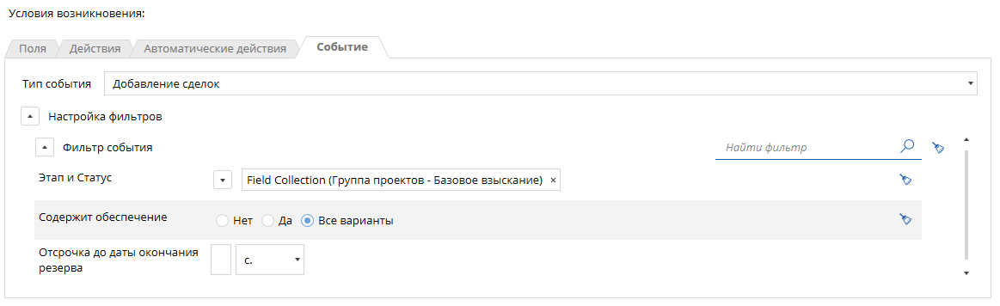 Условия возникновения:
Поля Действия Автоматические действия Событие
Тип события Добавление сделок
Настройка фильтров
Фильтр события Найти фильтр
Этап и Статус Field Collection (Группа проектов - Базовое взыскание) ×
Содержит обеспечение Нет Да Все варианты
Отсрочка до даты окончания
резерва
с.